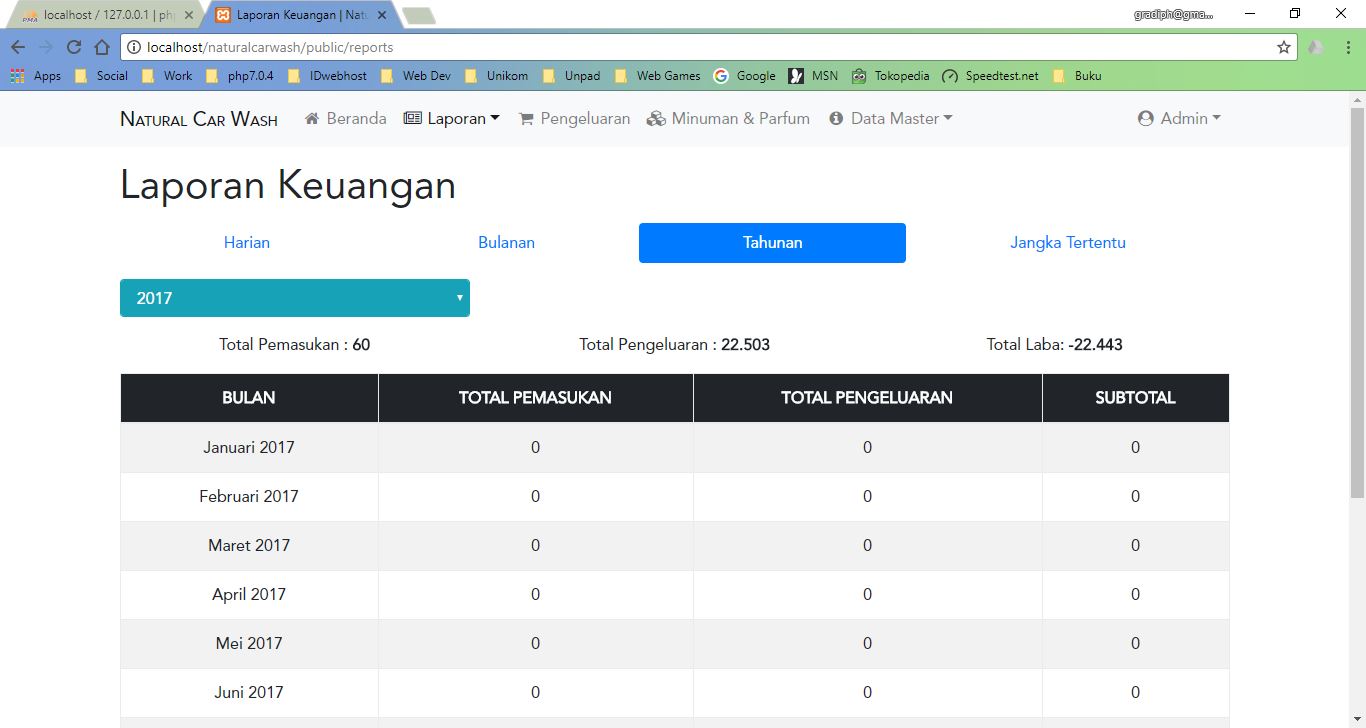 localhost / 127.0.0.1 | ph
Laporan Keuangan | Natu
gradiph@gma...
localhost/naturalcarwash/public/reports
Apps Social Work php7.0.4 IDwebhost Web Dev Unikom Unpad Web Games Google MSN Tokopedia Speedtest.net Buku
Natural Car Wash Beranda Laporan Pengeluaran Minuman & Parfum Data Master Admin
Laporan Keuangan
Harian Bulanan Tahunan Jangka Tertentu
2017
Total Pemasukan : 60 Total Pengeluaran : 22.503 Total Laba: -22.443
BULAN TOTAL PEMASUKAN TOTAL PENGELUARAN SUBTOTAL
Januari 2017 0 0 0
Februari 2017 0 0 0
Maret 2017 0 0 0
April 2017 0 0 0
Mei 2017 0 0 0
Juni 2017 0 0 0